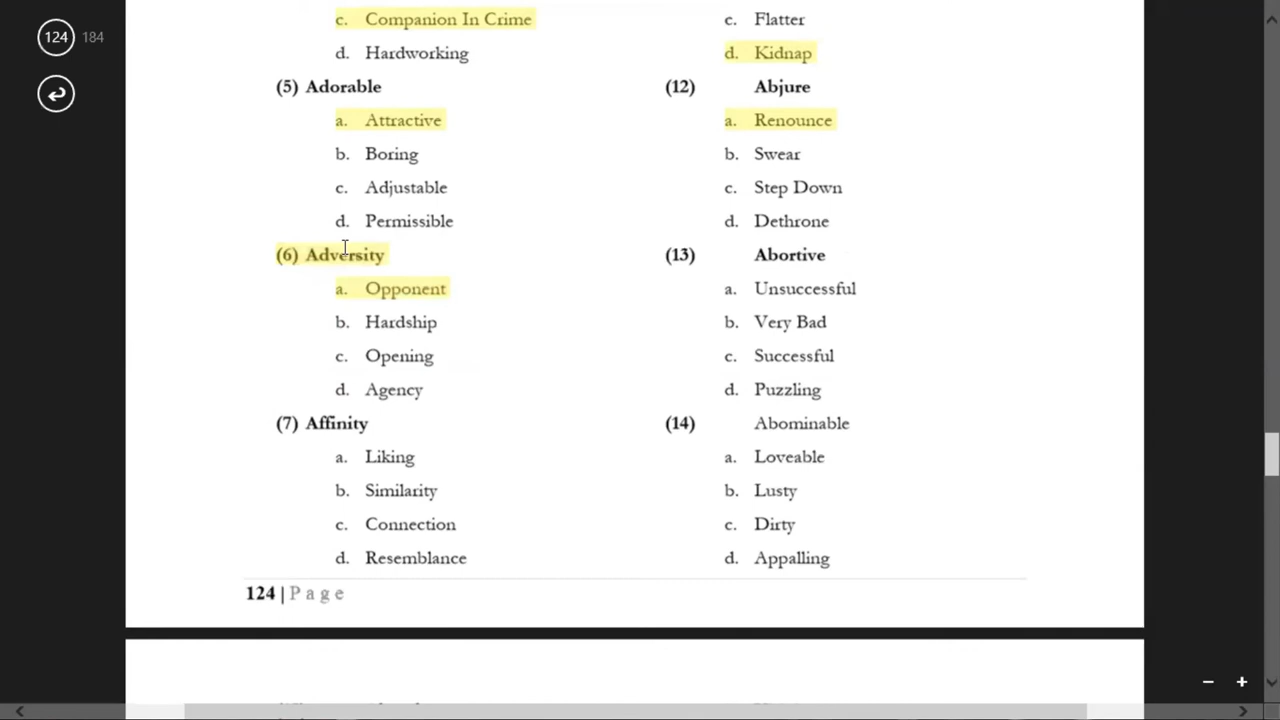 124 184
c. Companion In Crime
d. Hardworking
(5) Adorable
a. Attractive
b. Boring
c. Adjustable
d. Permissible
(6) Adversity
a. Opponent
b. Hardship
c. Opening
d. Agency
(7) Affinity
a. Liking
b. Similarity
c. Connection
d. Resemblance
c. Flatter
d. Kidnap
(12) Abjure
a. Renounce
b. Swear
c. Step Down
d. Dethrone
(13) Abortive
a. Unsuccessful
b. Very Bad
c. Successful
d. Puzzling
(14) Abominable
a. Loveable
b. Lusty
c. Dirty
d. Appalling
124 | Page